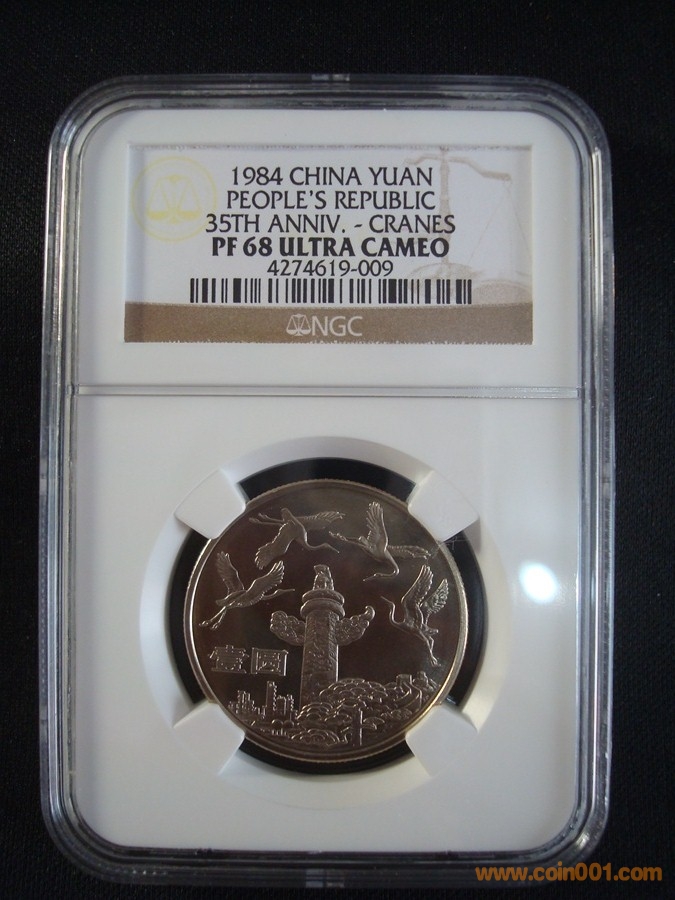 1984 CHINA YUAN
PEOPLE'S REPUBLIC
35TH ANNIV. - CRANES
PF 68 ULTRA CAMEO
4274619-009
NGC
壹圆
www.coin001.com